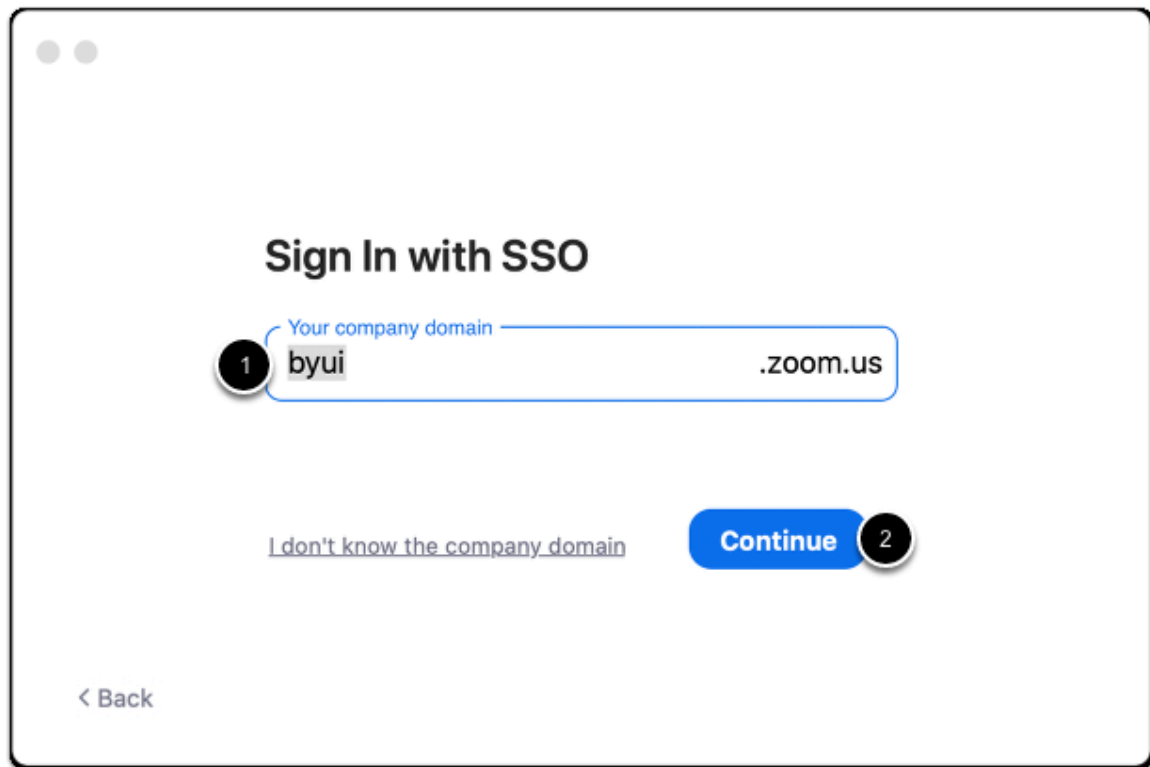 Sign In with SSO
Your company domain
1 byui .zoom.us
I don't know the company domain Continue 2
< Back